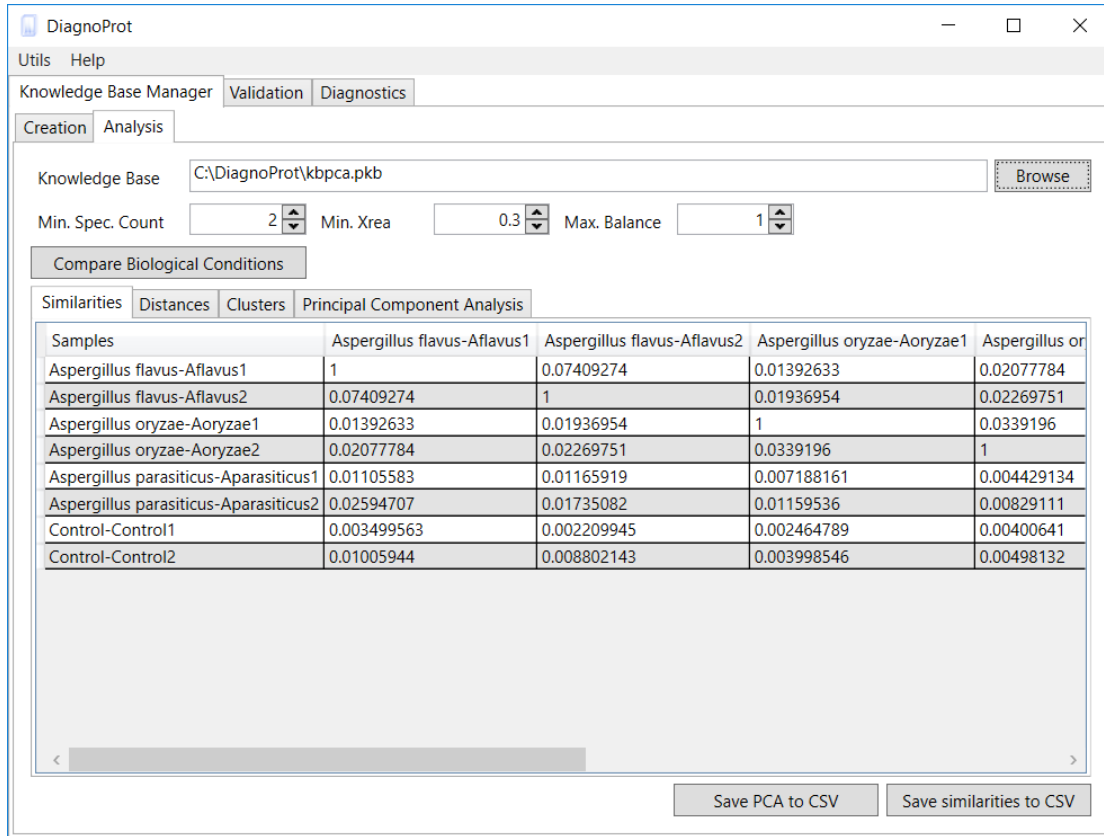 DiagnoProt
Utils Help
Knowledge Base Manager Validation Diagnostics
Creation Analysis
Knowledge Base C:\DiagnoProt\kbpca.pkb Browse
Min. Spec. Count 2 Min. Xrea 0.3 Max. Balance 1
Compare Biological Conditions
Similarities Distances Clusters Principal Component Analysis
Samples Aspergillus flavus-Aflavus1 Aspergillus flavus-Aflavus2 Aspergillus oryzae-Aoryzae1 Aspergillus or
Aspergillus flavus-Aflavus1 1 0.07409274 0.01392633 0.02077784
Aspergillus flavus-Aflavus2 0.07409274 1 0.01936954 0.02269751
Aspergillus oryzae-Aoryzae1 0.01392633 0.01936954 1 0.0339196
Aspergillus oryzae-Aoryzae2 0.02077784 0.02269751 0.0339196 1
Aspergillus parasiticus-Aparasiticus1 0.01105583 0.01165919 0.007188161 0.004429134
Aspergillus parasiticus-Aparasiticus2 0.02594707 0.01735082 0.01159536 0.00829111
Control-Control1 0.003499563 0.002209945 0.002464789 0.00400641
Control-Control2 0.01005944 0.008802143 0.003998546 0.00498132
Save PCA to CSV Save similarities to CSV